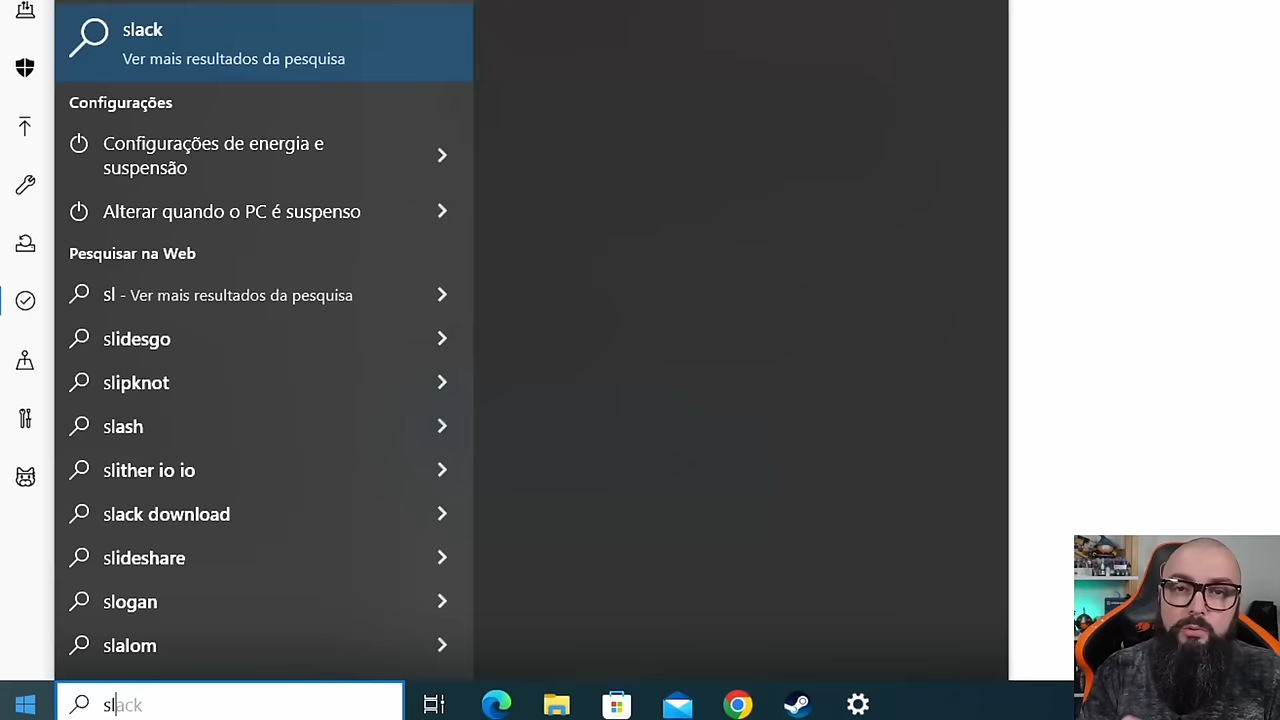 slack
Ver mais resultados da pesquisa
Configurações
Configurações de energia e
suspensão
Alterar quando o PC é suspenso
Pesquisar na Web
sl - Ver mais resultados da pesquisa
slidesgo
slipknot
slash
slither io io
slack download
slideshare
slogan
slalom
slack